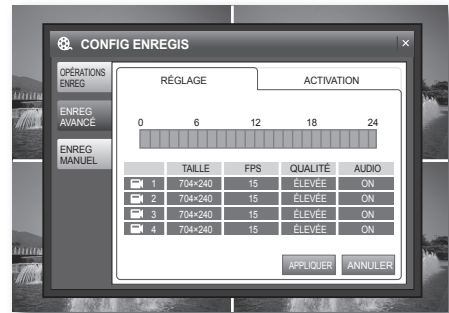 CONFIG ENREGIS ×
OPÉRATIONS
ENREG
ENREG
AVANCÉ
ENREG
MANUEL
RÉGLAGE ACTIVATION
0 6 12 18 24
TAILLE FPS QUALITÉ AUDIO
1 704×240 15 ÉLEVÉE ON
2 704×240 15 ÉLEVÉE ON
3 704×240 15 ÉLEVÉE ON
4 704×240 15 ÉLEVÉE ON
APPLIQUER ANNULER